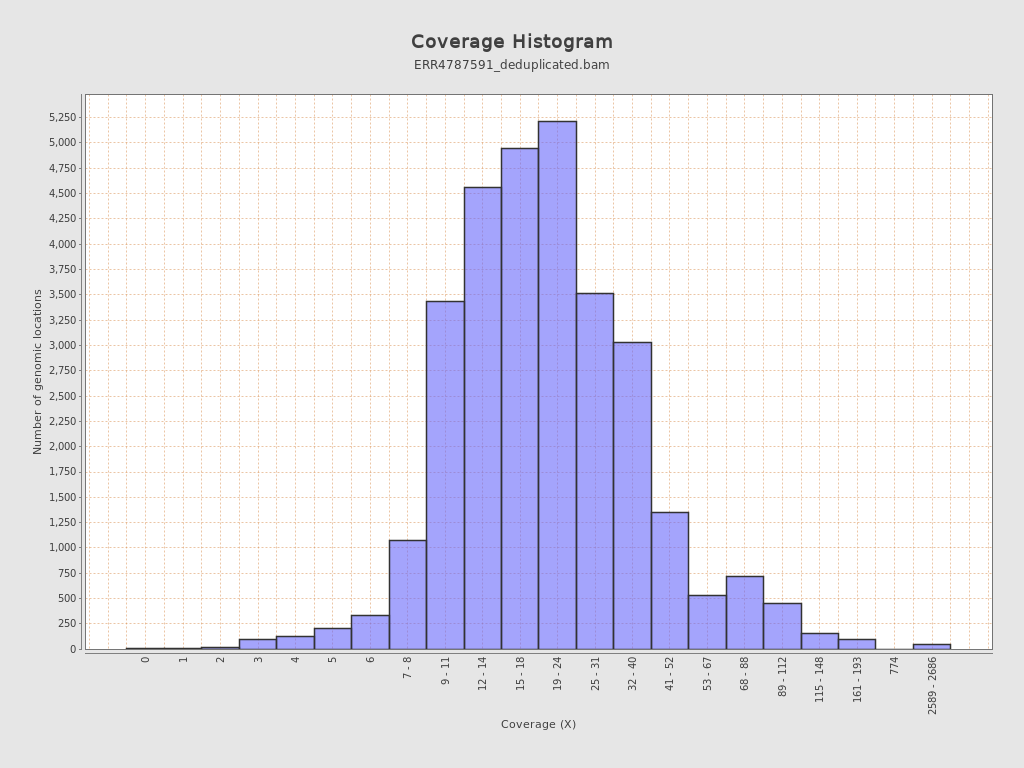 Coverage Histogram
ERR4787591_deduplicated.bam
Number of genomic locations
5,250
5,000
4,750
4,500
4,250
4,000
3,750
3,500
3,250
3,000
2,750
2,500
2,250
2,000
1,750
1,500
1,250
1,000
750
500
250
0
0
1
2
3
4
5
6
7 - 8
9 - 11
12 - 14
15 - 18
19 - 24
25 - 31
32 - 40
41 - 52
53 - 67
68 - 88
89 - 112
115 - 148
161 - 193
774
2589 - 2686
Coverage (X)